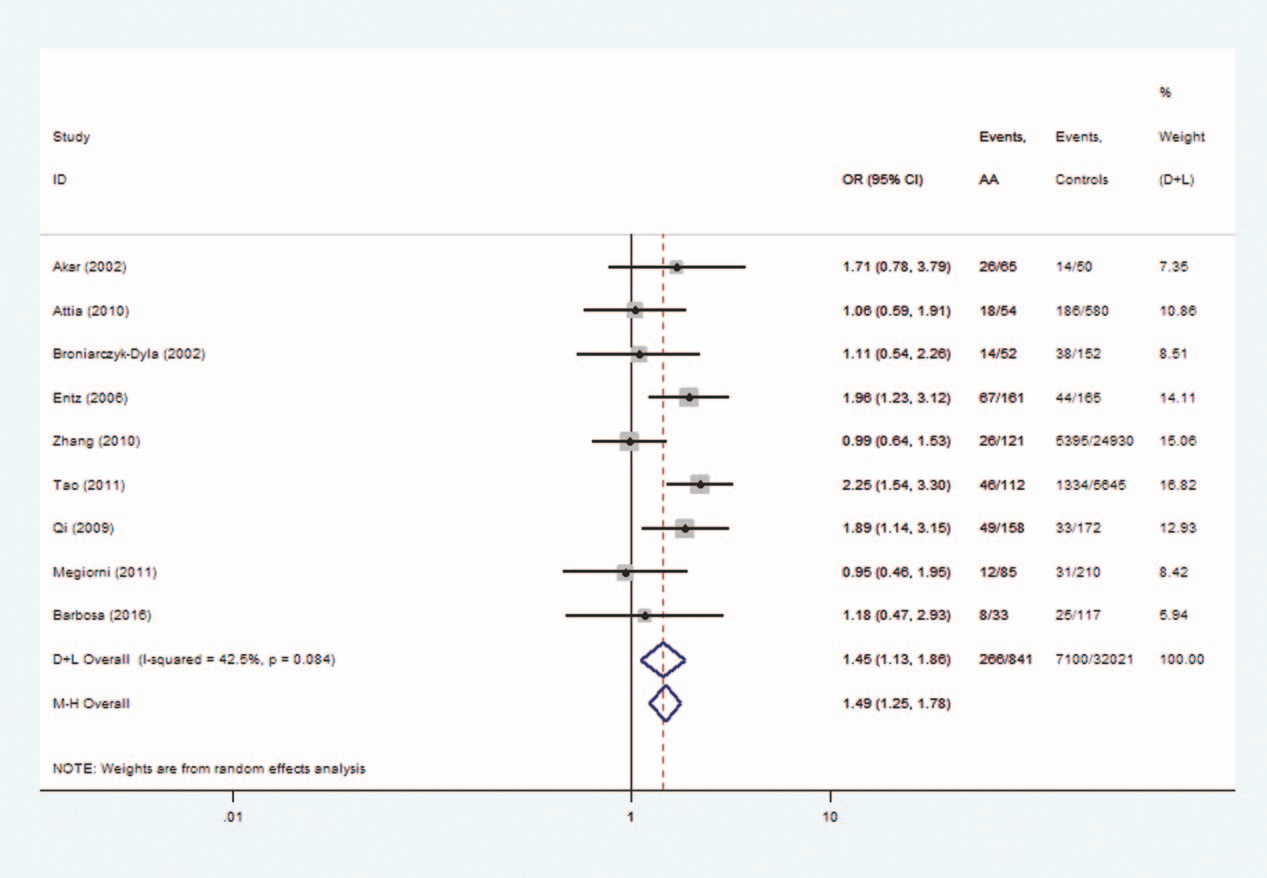 %
Study Events, Events, Weight
ID OR (95% CI) AA Controls (D+L)
Akar (2002) 1.71 (0.78, 3.79) 26/65 14/50 7.35
Attia (2010) 1.06 (0.59, 1.91) 18/54 186/580 10.86
Broniarczyk-Dyla (2002) 1.11 (0.54, 2.26) 14/52 38/152 8.51
Entz (2006) 1.96 (1.23, 3.12) 67/161 44/165 14.11
Zhang (2010) 0.99 (0.64, 1.53) 26/121 5395/24930 15.06
Tao (2011) 2.25 (1.54, 3.30) 46/112 1334/5645 16.82
Qi (2009) 1.89 (1.14, 3.15) 49/158 33/172 12.93
Megiorni (2011) 0.95 (0.46, 1.95) 12/85 31/210 8.42
Barbosa (2016) 1.18 (0.47, 2.93) 8/33 25/117 5.94
D+L Overall (I-squared = 42.5%, p = 0.084) 1.45 (1.13, 1.86) 266/841 7100/32021 100.00
M-H Overall 1.49 (1.25, 1.78)
NOTE: Weights are from random effects analysis
.01 1 10